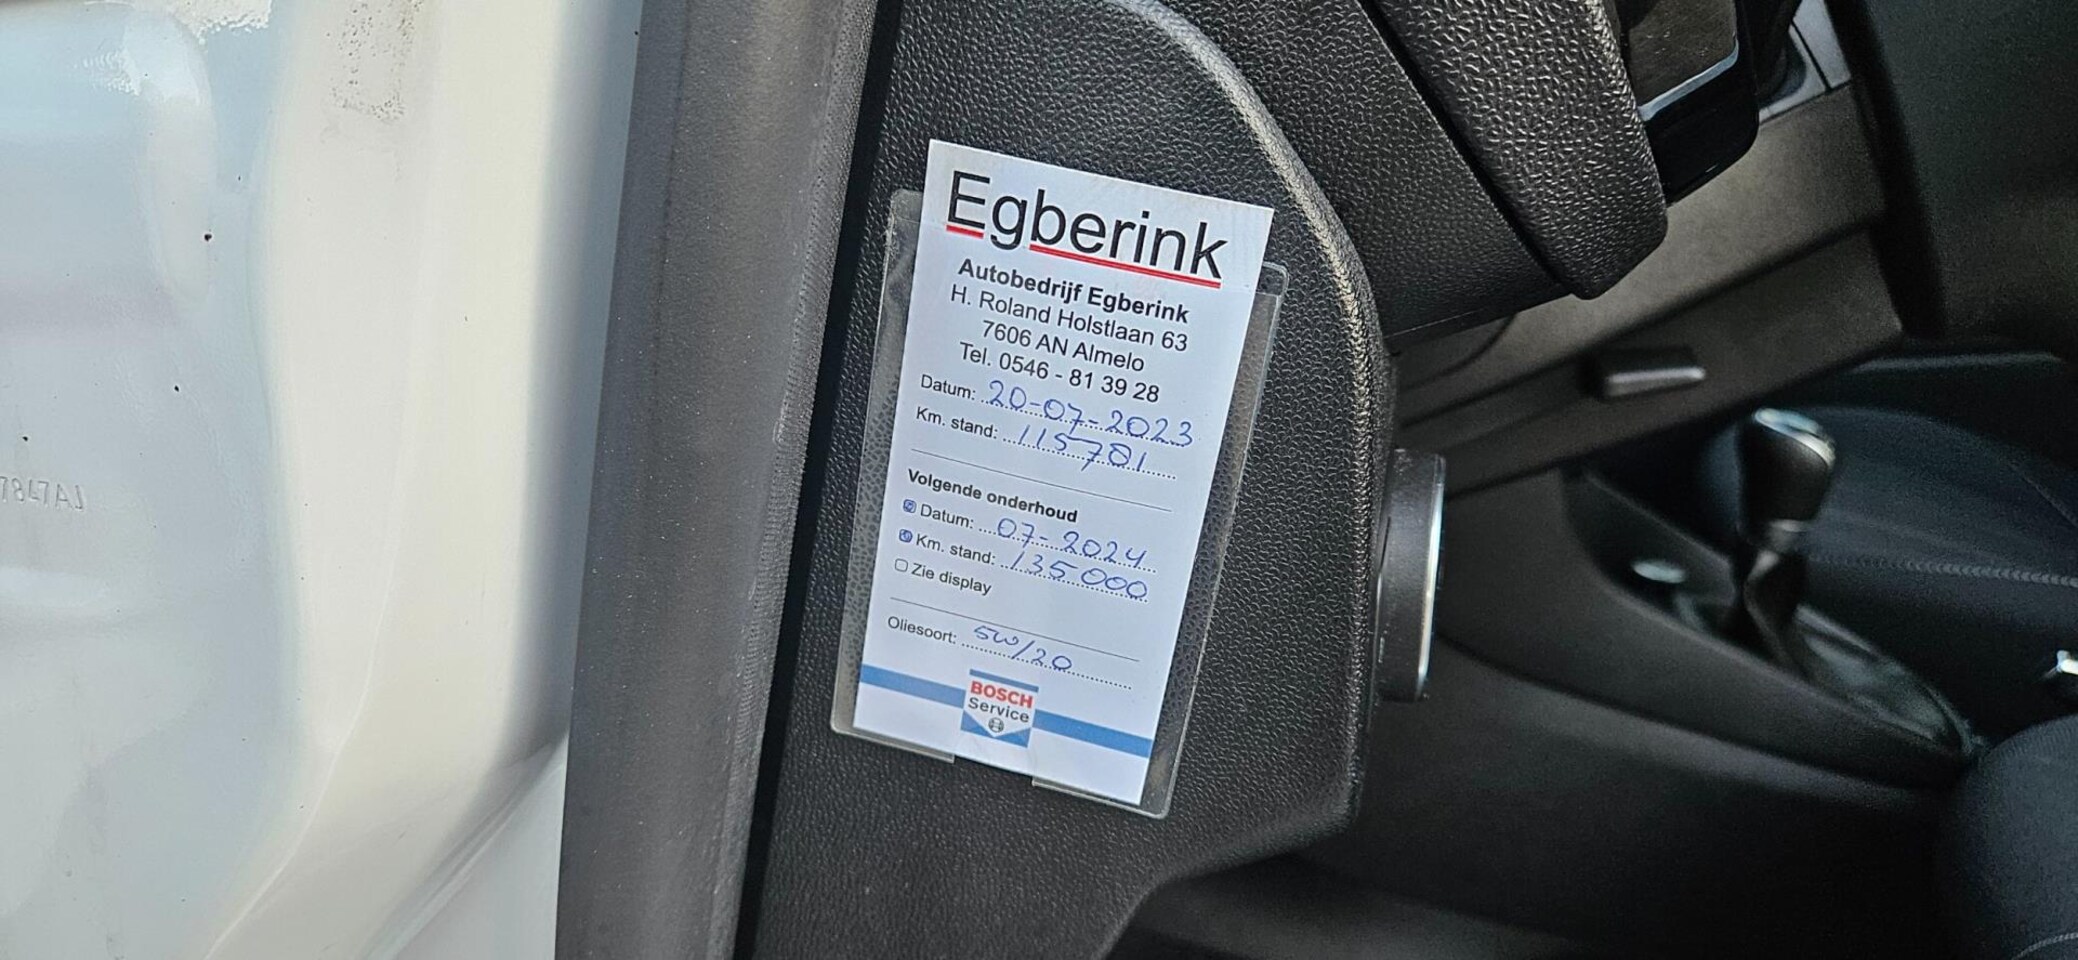 Egberink
Autobedrijf Egberink
H. Roland Holstlaan 63
7606 AN Almelo
Tel. 0546 - 81 39 28
Datum: 20-07-2023
Km. stand: 115781
Volgende onderhoud
Datum: 07-2024
Km. stand: 135000
Zie display
Oliesoort: 5w/20
BOSCH
Service